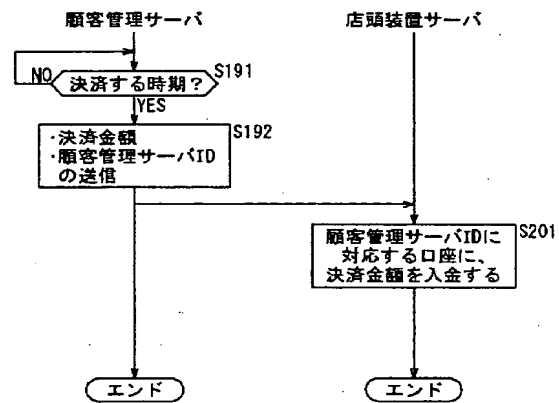 顧客管理サーバ
店頭装置サーバ
NO
決済する時期?
S191
YES
・決済金額
・顧客管理サーバID
の送信
S192
顧客管理サーバIDに
対応する口座に、
決済金額を入金する
S201
エンド
エンド